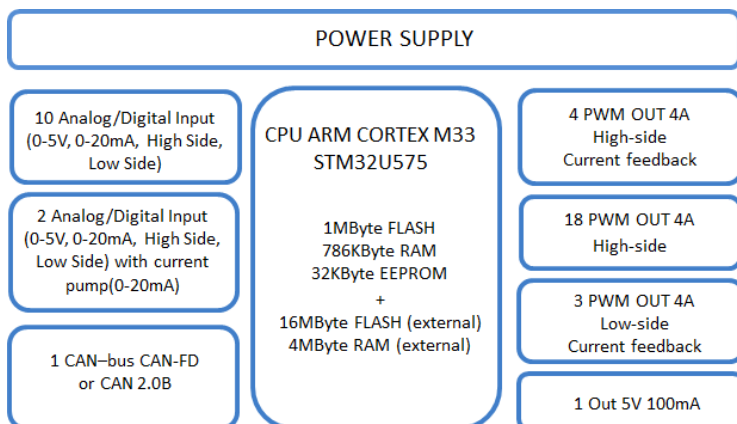 POWER SUPPLY
10 Analog/Digital Input
(0-5V, 0-20mA, High Side,
Low Side)
2 Analog/Digital Input
(0-5V, 0-20mA, High Side,
Low Side) with current
pump(0-20mA)
1 CAN–bus CAN-FD
or CAN 2.0B
CPU ARM CORTEX M33
STM32U575
1MByte FLASH
786KByte RAM
32KByte EEPROM
+
16MByte FLASH (external)
4MByte RAM (external)
4 PWM OUT 4A
High-side
Current feedback
18 PWM OUT 4A
High-side
3 PWM OUT 4A
Low-side
Current feedback
1 Out 5V 100mA